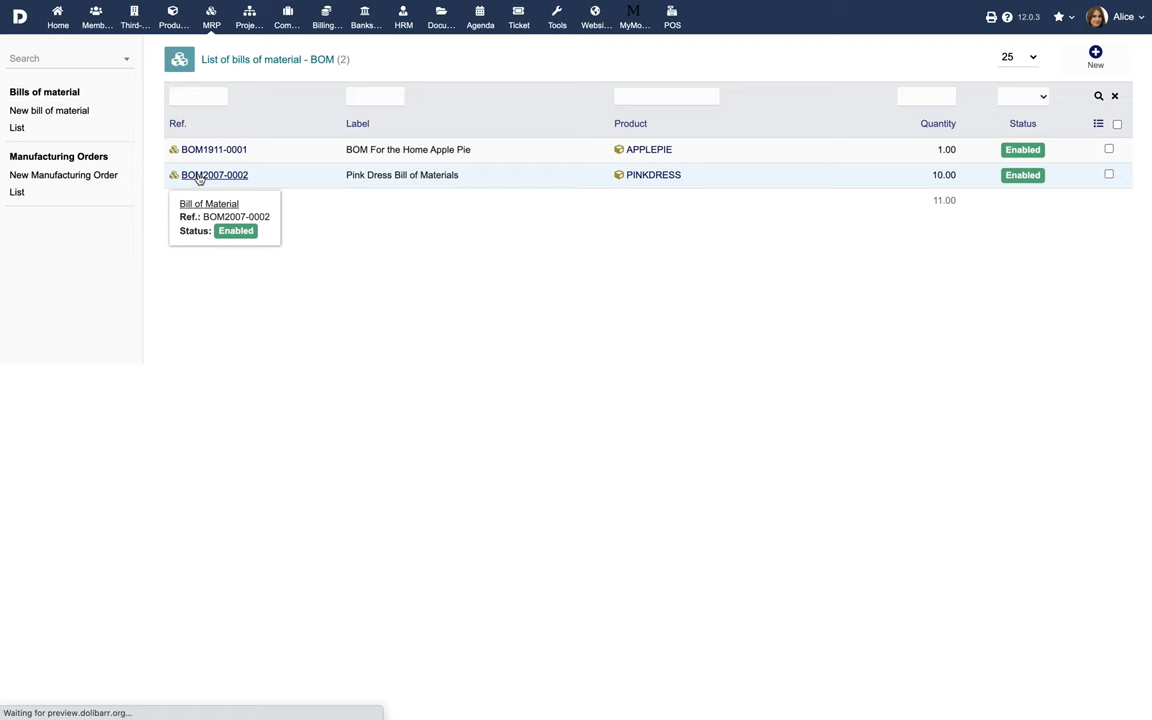 D Home Memb... Third-... Produ... MRP Proje... Com... Billing... Banks... HRM Docu... Agenda Ticket Tools Websi... MyMo... POS 12.0.3 Alice
Search
List of bills of material - BOM (2)
25
New
Bills of material
New bill of material
List
Manufacturing Orders
New Manufacturing Order
List
Ref. Label Product Quantity Status
BOM1911-0001 BOM For the Home Apple Pie APPLEPIE 1.00 Enabled
BOM2007-0002 Pink Dress Bill of Materials PINKDRESS 10.00 Enabled
11.00
Bill of Material
Ref.: BOM2007-0002
Status: Enabled
Waiting for preview.dolibarr.org...